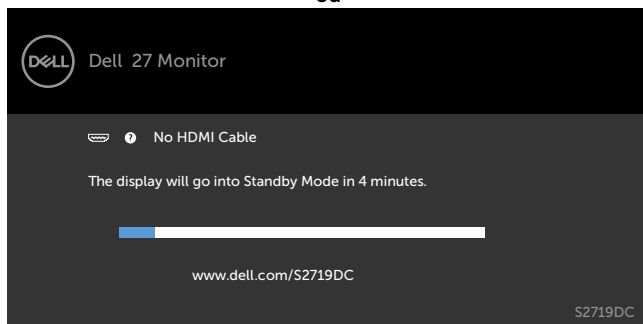 ou
DELL
Dell 27 Monitor
? No HDMI Cable
The display will go into Standby Mode in 4 minutes.
www.dell.com/S2719DC
S2719DC